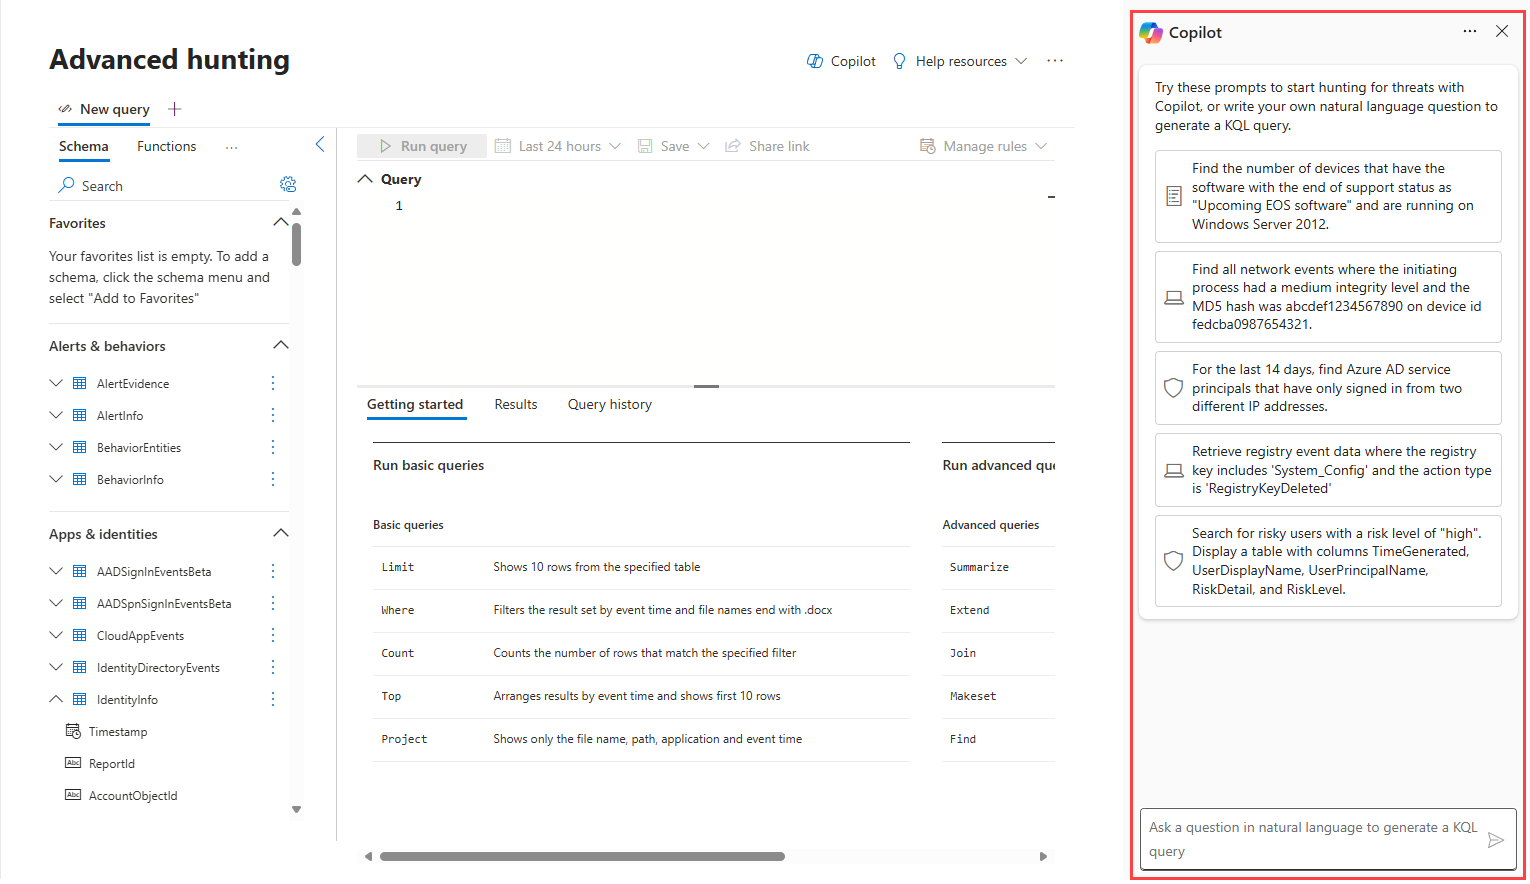 Advanced hunting
Copilot
Help resources
New query
Schema
Functions
Search
Favorites
Your favorites list is empty. To add a
schema, click the schema menu and
select "Add to Favorites"
Alerts & behaviors
AlertEvidence
AlertInfo
BehaviorEntities
BehaviorInfo
Apps & identities
AADSignInEventsBeta
AADSpnSignInEventsBeta
CloudAppEvents
IdentityDirectoryEvents
IdentityInfo
Timestamp
Abc ReportId
Abc AccountObjectId
Run query
Last 24 hours
Save
Share link
Manage rules
Query
1
Getting started
Results
Query history
Run basic queries
Basic queries
Limit Shows 10 rows from the specified table
Where Filters the result set by event time and file names end with .docx
Count Counts the number of rows that match the specified filter
Top Arranges results by event time and shows first 10 rows
Project Shows only the file name, path, application and event time
Run advanced que
Advanced queries
Summarize
Extend
Join
Makeset
Find
Copilot
Try these prompts to start hunting for threats with
Copilot, or write your own natural language question to
generate a KQL query.
Find the number of devices that have the
software with the end of support status as
"Upcoming EOS software" and are running on
Windows Server 2012.
Find all network events where the initiating
process had a medium integrity level and the
MD5 hash was abcdef1234567890 on device id
fedcba0987654321.
For the last 14 days, find Azure AD service
principals that have only signed in from two
different IP addresses.
Retrieve registry event data where the registry
key includes 'System_Config' and the action type
is 'RegistryKeyDeleted'
Search for risky users with a risk level of "high".
Display a table with columns TimeGenerated,
UserDisplayName, UserPrincipalName,
RiskDetail, and RiskLevel.
Ask a question in natural language to generate a KQL
query